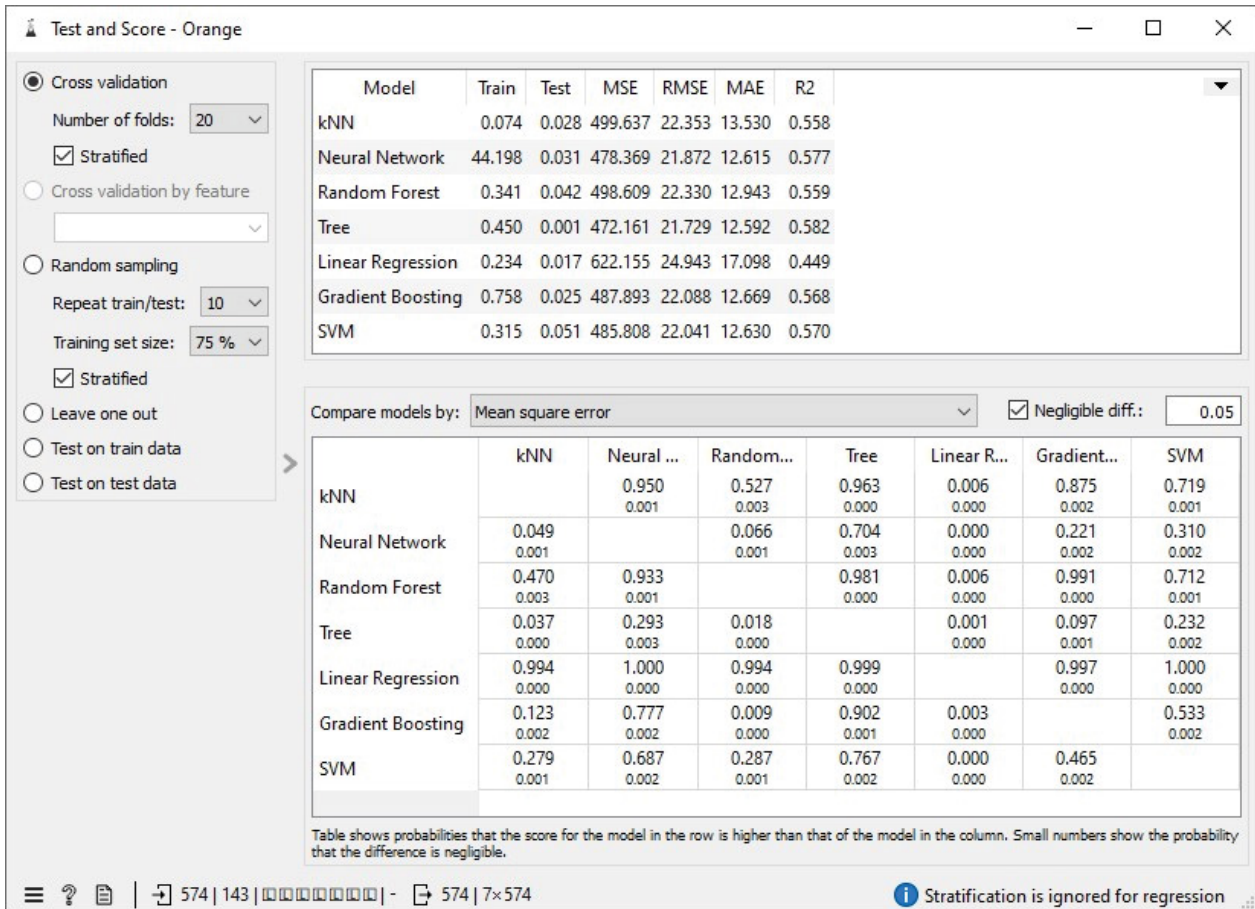 Test and Score - Orange
Cross validation
Number of folds: 20
Stratified
Cross validation by feature
Random sampling
Repeat train/test: 10
Training set size: 75 %
Stratified
Leave one out
Test on train data
Test on test data
Model Train Test MSE RMSE MAE R2
kNN 0.074 0.028 499.637 22.353 13.530 0.558
Neural Network 44.198 0.031 478.369 21.872 12.615 0.577
Random Forest 0.341 0.042 498.609 22.330 12.943 0.559
Tree 0.450 0.001 472.161 21.729 12.592 0.582
Linear Regression 0.234 0.017 622.155 24.943 17.098 0.449
Gradient Boosting 0.758 0.025 487.893 22.088 12.669 0.568
SVM 0.315 0.051 485.808 22.041 12.630 0.570
Compare models by: Mean square error Negligible diff.: 0.05
kNN Neural ... Random... Tree Linear R... Gradient... SVM
kNN 0.950 0.527 0.963 0.006 0.875 0.719
0.001 0.003 0.000 0.000 0.002 0.001
Neural Network 0.049 0.066 0.704 0.000 0.221 0.310
0.001 0.001 0.003 0.000 0.002 0.002
Random Forest 0.470 0.933 0.981 0.006 0.991 0.712
0.003 0.001 0.000 0.000 0.000 0.001
Tree 0.037 0.293 0.018 0.001 0.097 0.232
0.000 0.003 0.000 0.000 0.001 0.002
Linear Regression 0.994 1.000 0.994 0.999 0.997 1.000
0.000 0.000 0.000 0.000 0.000 0.000
Gradient Boosting 0.123 0.777 0.009 0.902 0.003 0.533
0.002 0.002 0.000 0.001 0.000 0.002
SVM 0.279 0.687 0.287 0.767 0.000 0.465
0.001 0.002 0.001 0.002 0.000 0.002
Table shows probabilities that the score for the model in the row is higher than that of the model in the column. Small numbers show the probability
that the difference is negligible.
574 | 143 | | - 574 | 7×574 Stratification is ignored for regression